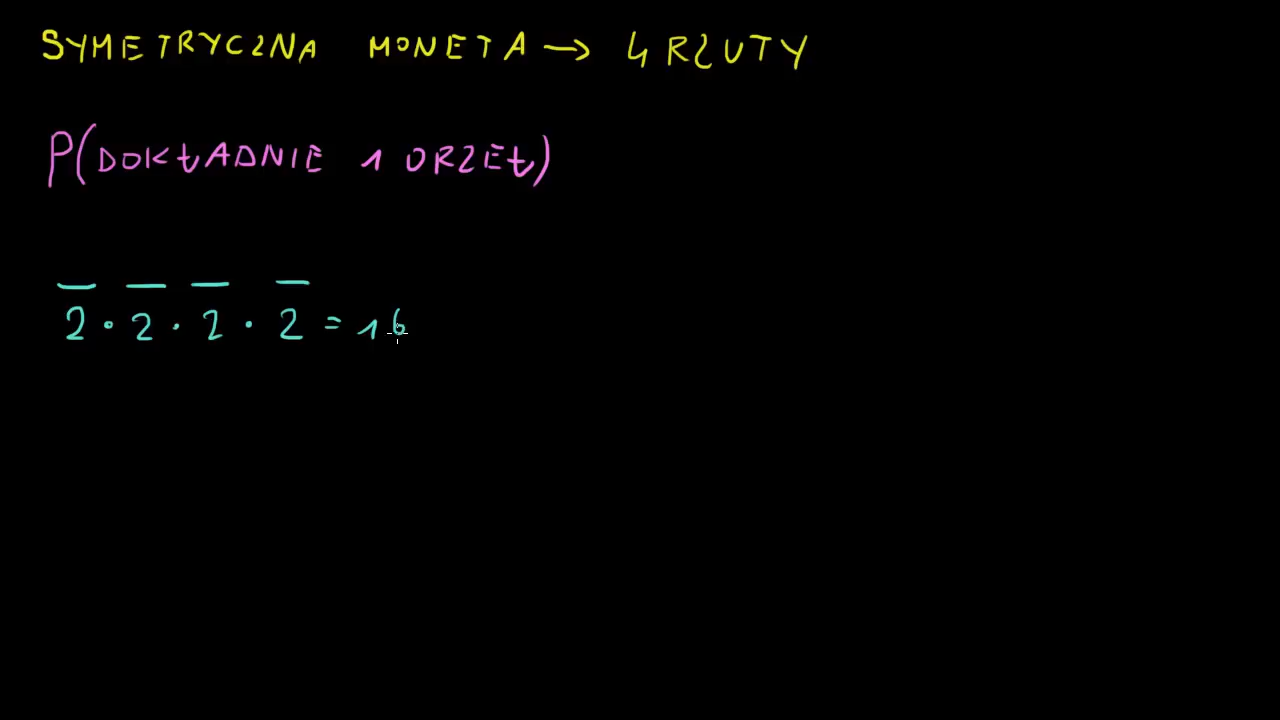 SYMETRYCZNA MONETA → 4 RZUTY
P(DOKŁADNIE 1 ORZEŁ)
2 · 2 · 2 · 2 = 16